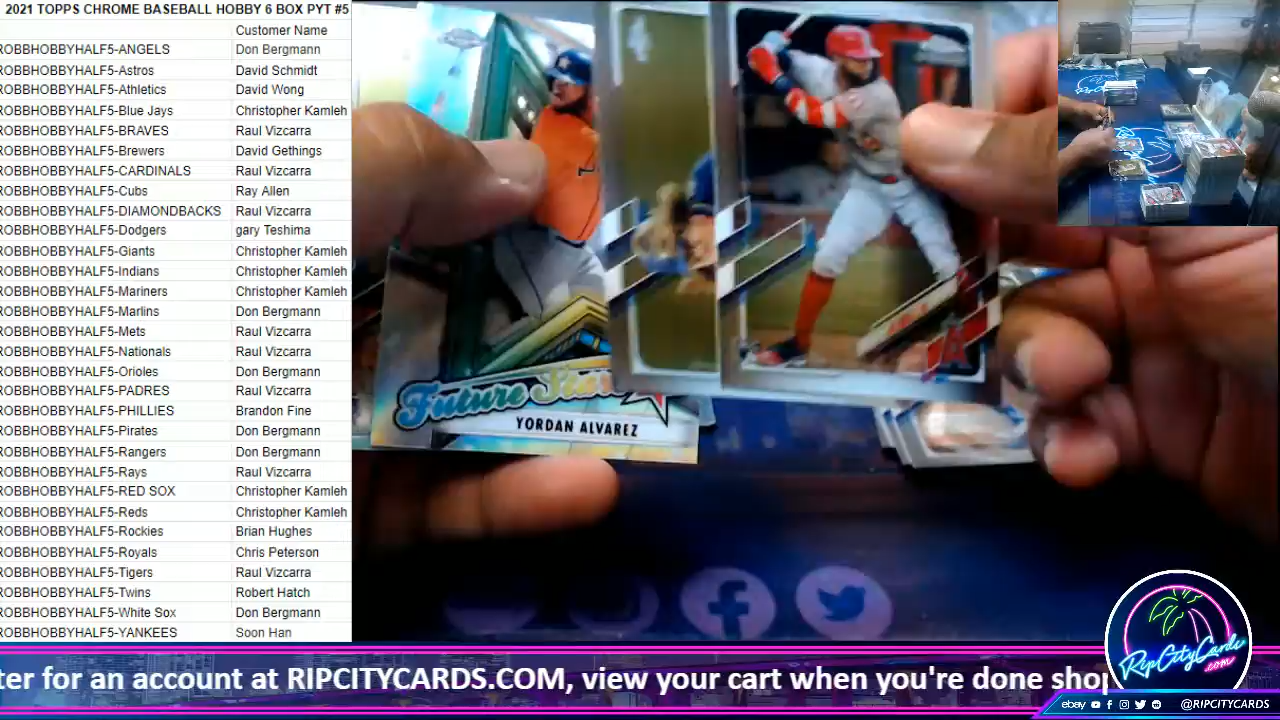 2021 TOPPS CHROME BASEBALL HOBBY 6 BOX PYT #5
Customer Name
ROBBHOBBYHALF5-ANGELS Don Bergmann
ROBBHOBBYHALF5-Astros David Schmidt
ROBBHOBBYHALF5-Athletics David Wong
ROBBHOBBYHALF5-Blue Jays Christopher Kamleh
ROBBHOBBYHALF5-BRAVES Raul Vizcarra
ROBBHOBBYHALF5-Brewers David Gethings
ROBBHOBBYHALF5-CARDINALS Raul Vizcarra
ROBBHOBBYHALF5-Cubs Ray Allen
ROBBHOBBYHALF5-DIAMONDBACKS Raul Vizcarra
ROBBHOBBYHALF5-Dodgers gary Teshima
ROBBHOBBYHALF5-Giants Christopher Kamleh
ROBBHOBBYHALF5-Indians Christopher Kamleh
ROBBHOBBYHALF5-Mariners Christopher Kamleh
ROBBHOBBYHALF5-Marlins Don Bergmann
ROBBHOBBYHALF5-Mets Raul Vizcarra
ROBBHOBBYHALF5-Nationals Raul Vizcarra
ROBBHOBBYHALF5-Orioles Don Bergmann
ROBBHOBBYHALF5-PADRES Raul Vizcarra
ROBBHOBBYHALF5-PHILLIES Brandon Fine
ROBBHOBBYHALF5-Pirates Don Bergmann
ROBBHOBBYHALF5-Rangers Don Bergmann
ROBBHOBBYHALF5-Rays Raul Vizcarra
ROBBHOBBYHALF5-RED SOX Christopher Kamleh
ROBBHOBBYHALF5-Reds Christopher Kamleh
ROBBHOBBYHALF5-Rockies Brian Hughes
ROBBHOBBYHALF5-Royals Chris Peterson
ROBBHOBBYHALF5-Tigers Raul Vizcarra
ROBBHOBBYHALF5-Twins Robert Hatch
ROBBHOBBYHALF5-White Sox Don Bergmann
ROBBHOBBYHALF5-YANKEES Soon Han
4
Future Star
YORDAN ALVAREZ
RipCityCards
.com
ter for an account at RIPCITYCARDS.COM, view your cart when you're done shop
ebay @RIPCITYCARDS